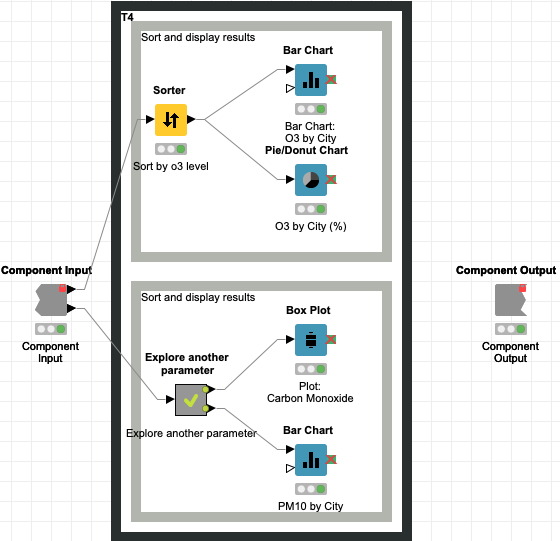 T4
Sort and display results
Bar Chart
Sorter
Bar Chart:
O3 by City
Pie/Donut Chart
Sort by o3 level
O3 by City (%)
Component Input
Component
Input
Component Output
Component
Output
Sort and display results
Box Plot
Explore another
parameter
Plot:
Carbon Monoxide
Explore another parameter
Bar Chart
PM10 by City